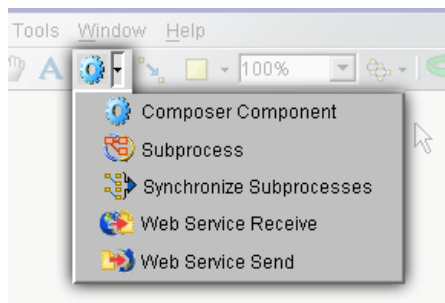 Tools Window Help
A 100%
Composer Component
Subprocess
Synchronize Subprocesses
Web Service Receive
Web Service Send